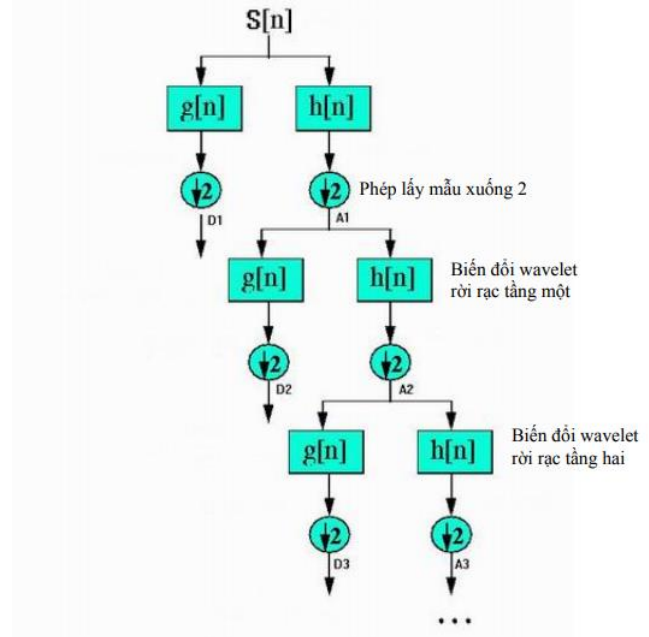 S[n]
g[n] h[n]
↓2 ↓2 Phép lấy mẫu xuống 2
D1 A1
g[n] h[n] Biến đổi wavelet
rời rạc tầng một
↓2 ↓2
D2 A2
g[n] h[n] Biến đổi wavelet
rời rạc tầng hai
↓2 ↓2
D3 A3
...